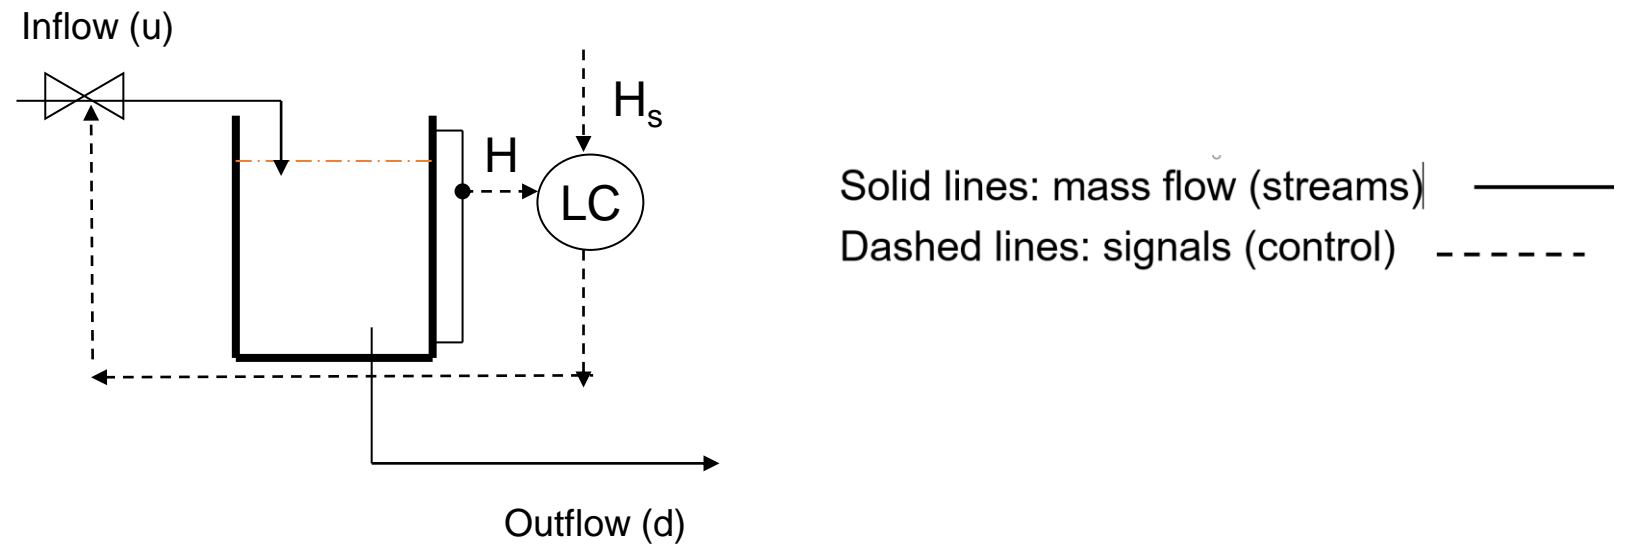 Inflow (u)
Hs
H
LC
Solid lines: mass flow (streams)
Dashed lines: signals (control)
Outflow (d)